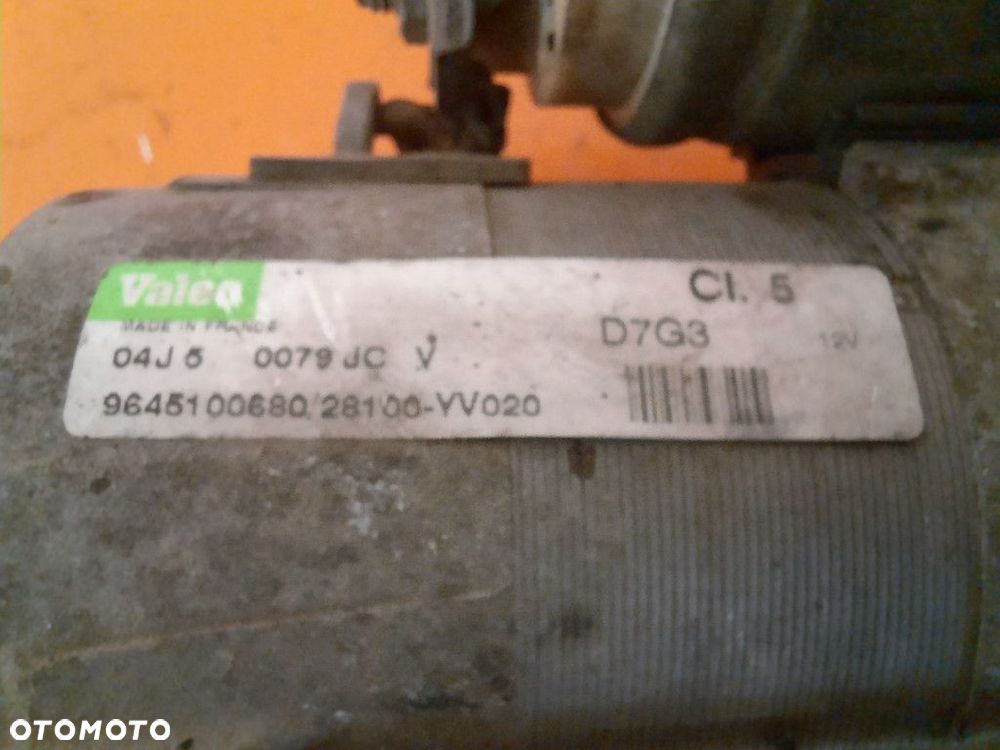 Valeo
MADE IN FRANCE
Cl. 5
D7G3
12V
04J 5 0079 JC V
9645100680/28100-YV020
OTOMOTO